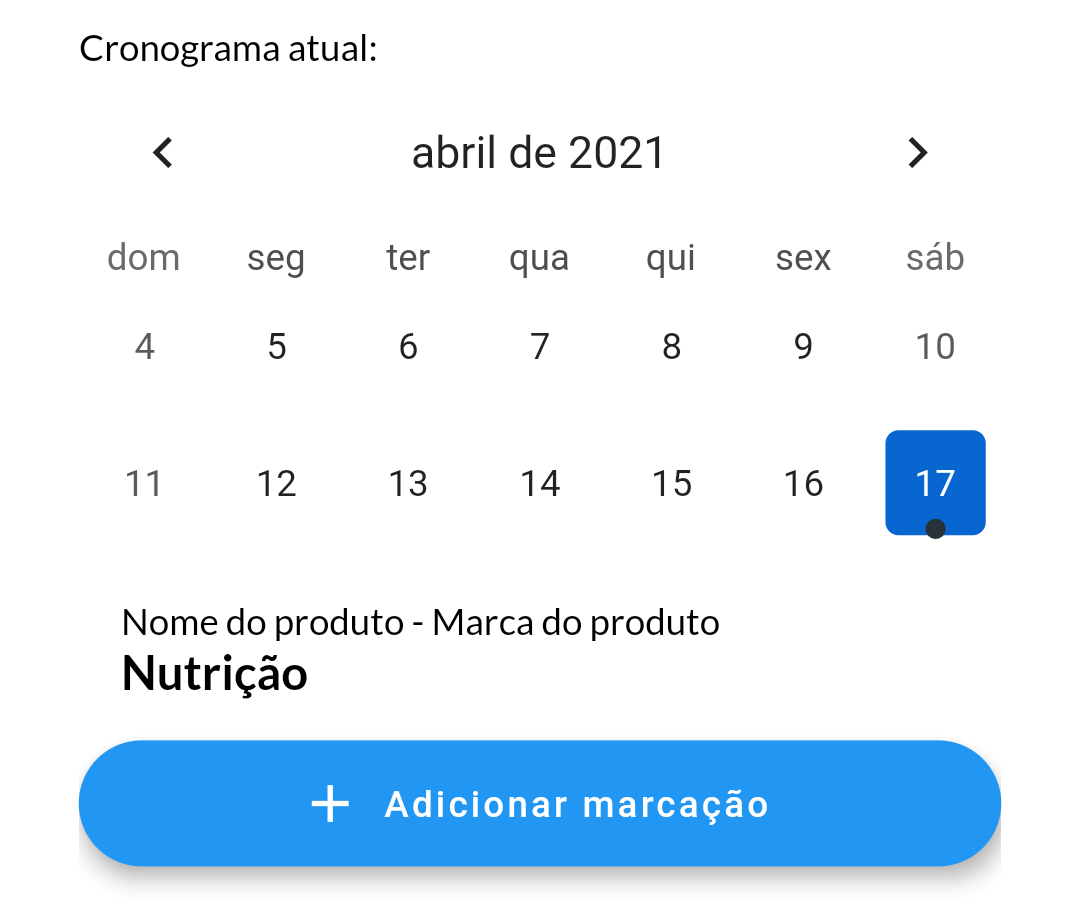 Cronograma atual:
abril de 2021
dom seg ter qua qui sex sáb
4 5 6 7 8 9 10
11 12 13 14 15 16 17
Nome do produto - Marca do produto
Nutrição
Adicionar marcação